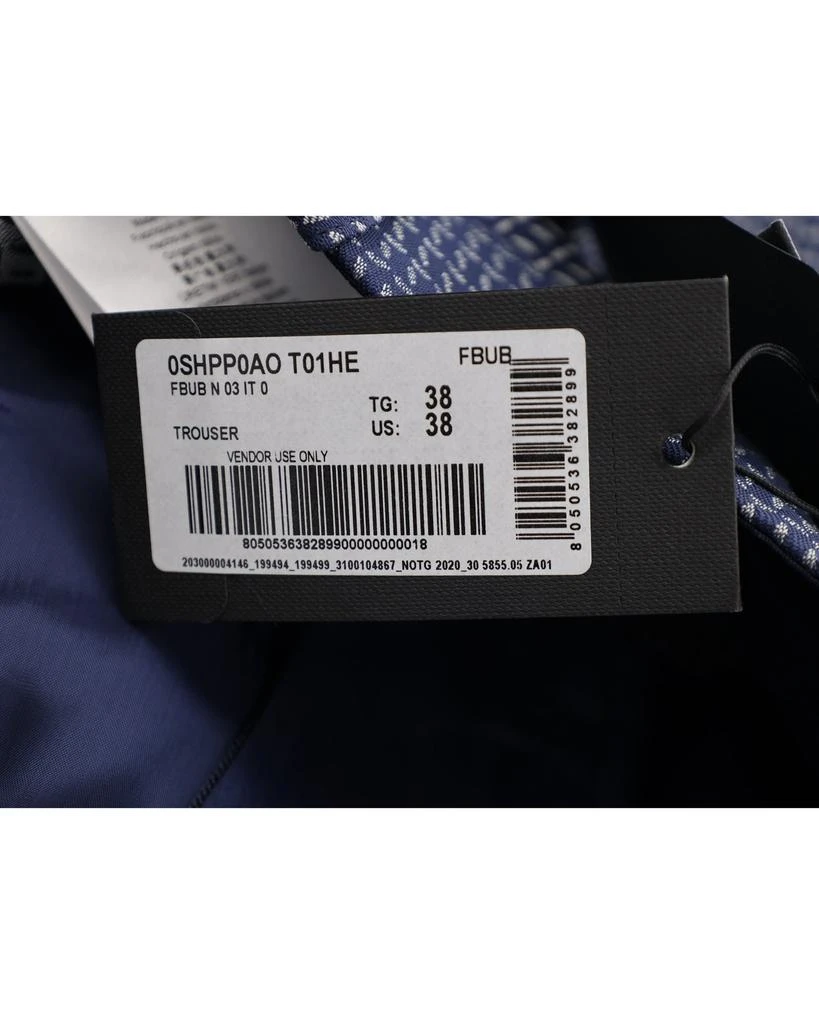 0SHPP0AO T01HE
FBUB
FBUB N 03 IT 0
TG: 38
US: 38
TROUSER
VENDOR USE ONLY
805053638289900000000018
8 050536 382899
203000004146_199494_199499_3100104867_NOTG 2020_30 5855.05 ZA01